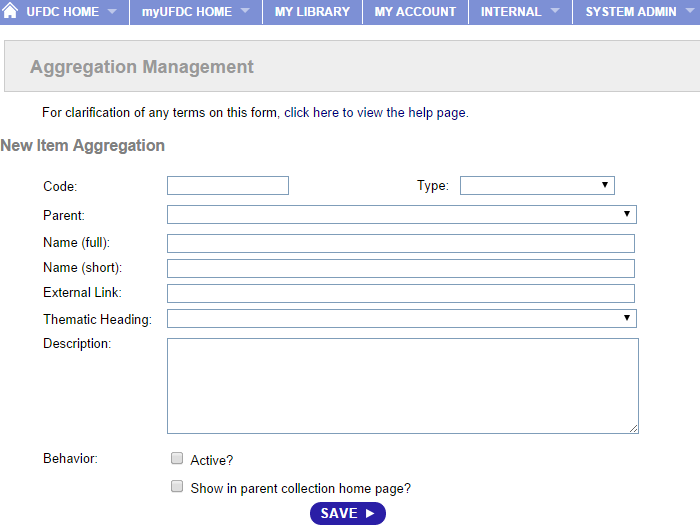 UFDC HOME myUFDC HOME MY LIBRARY MY ACCOUNT INTERNAL SYSTEM ADMIN
Aggregation Management
For clarification of any terms on this form, click here to view the help page.
New Item Aggregation
Code: Type:
Parent:
Name (full):
Name (short):
External Link:
Thematic Heading:
Description:
Behavior: Active?
Show in parent collection home page?
SAVE